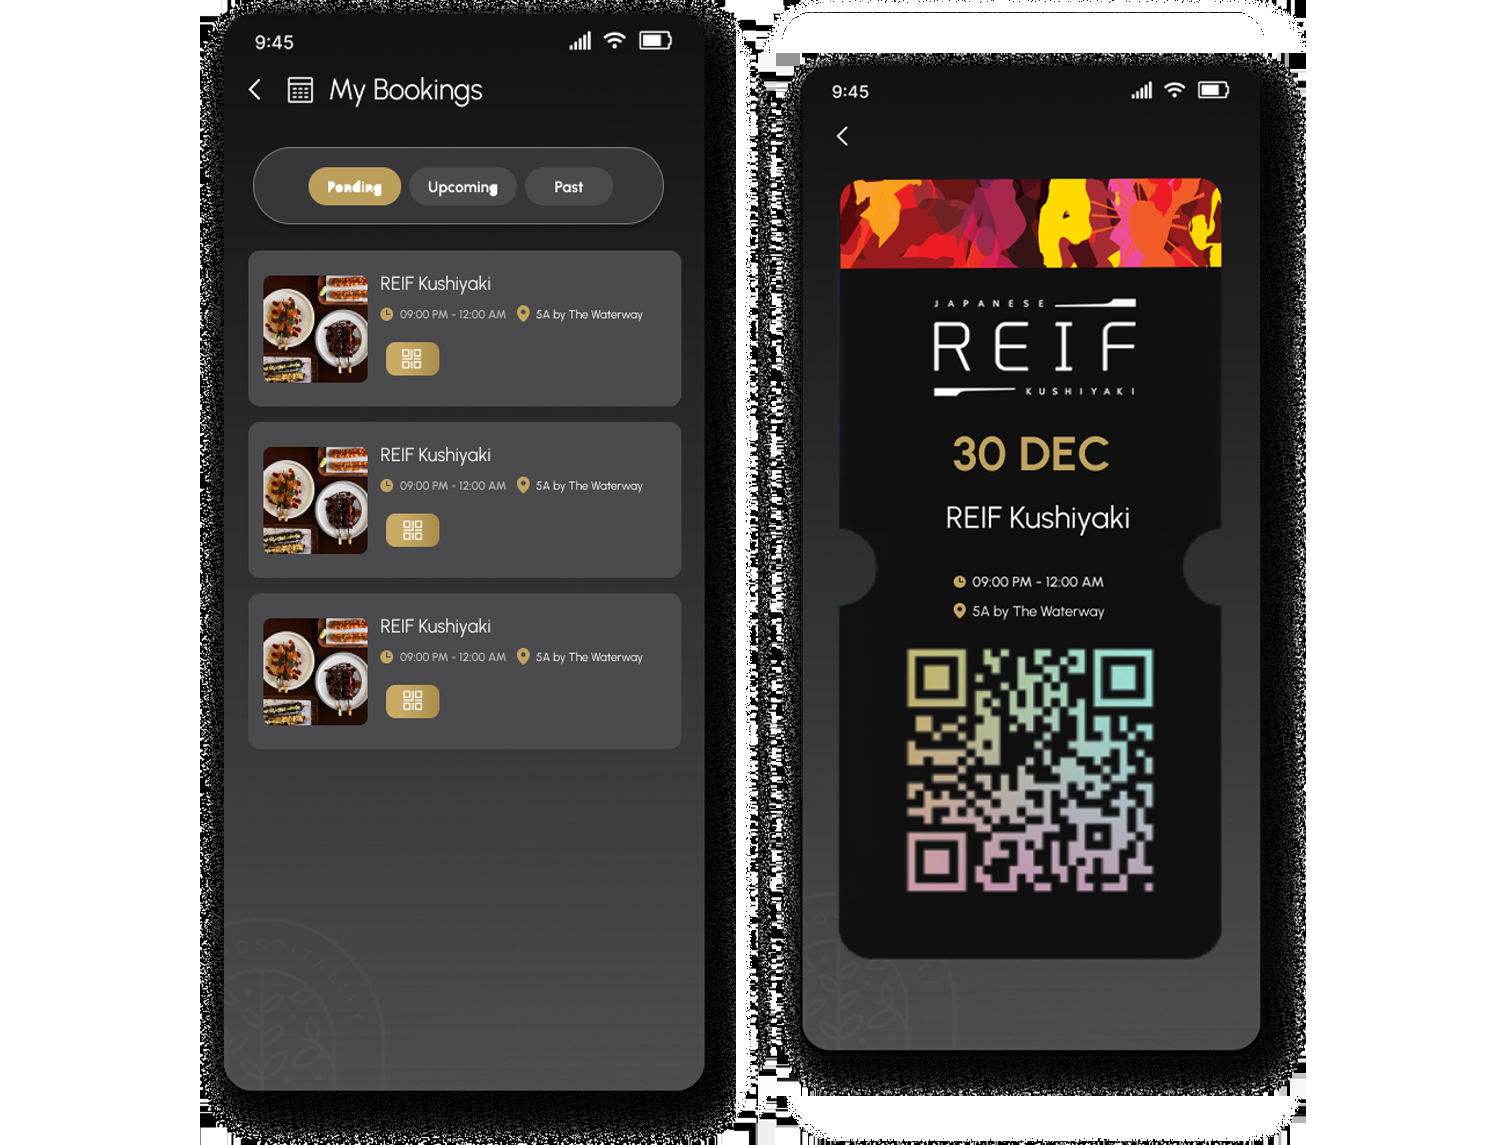 9:45
My Bookings
Pending
Upcoming
Past
REIF Kushiyaki
09:00 PM - 12:00 AM
5A by The Waterway
REIF Kushiyaki
09:00 PM - 12:00 AM
5A by The Waterway
REIF Kushiyaki
09:00 PM - 12:00 AM
5A by The Waterway
HOSPITALITY
9:45
JAPANESE
REIF
KUSHIYAKI
30 DEC
REIF Kushiyaki
09:00 PM - 12:00 AM
5A by The Waterway